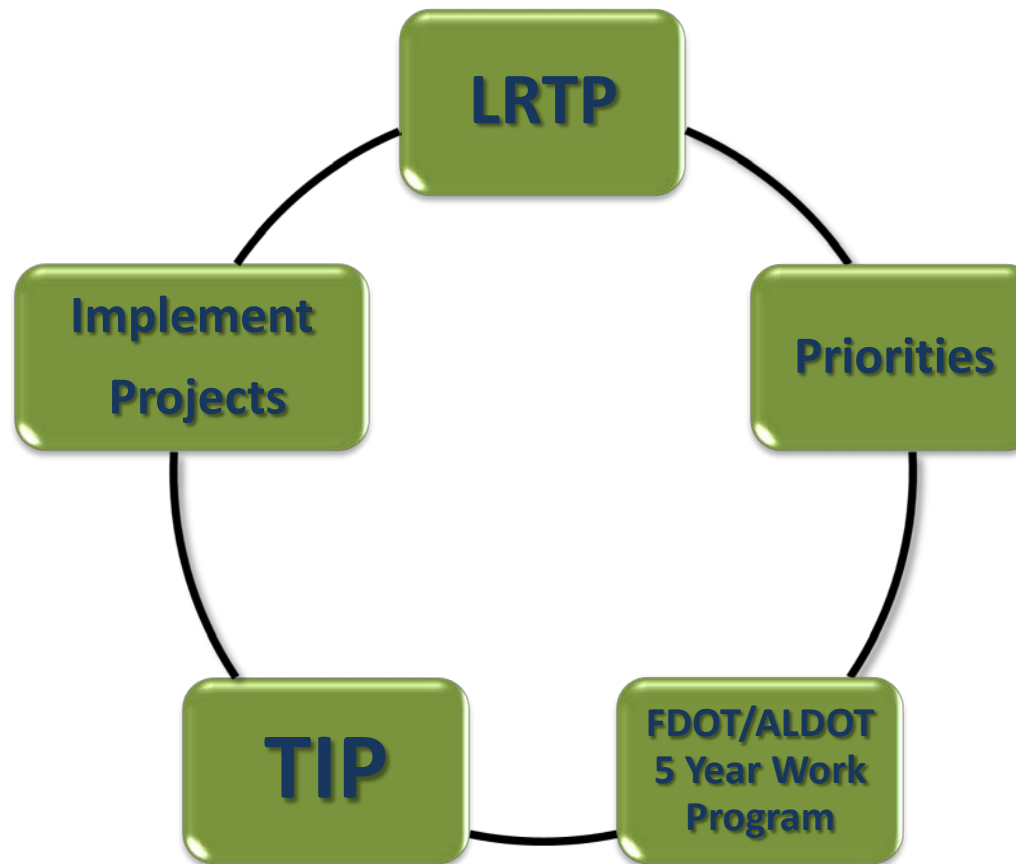 LRTP
Implement
Projects
Priorities
TIP
FDOT/ALDOT
5 Year Work
Program